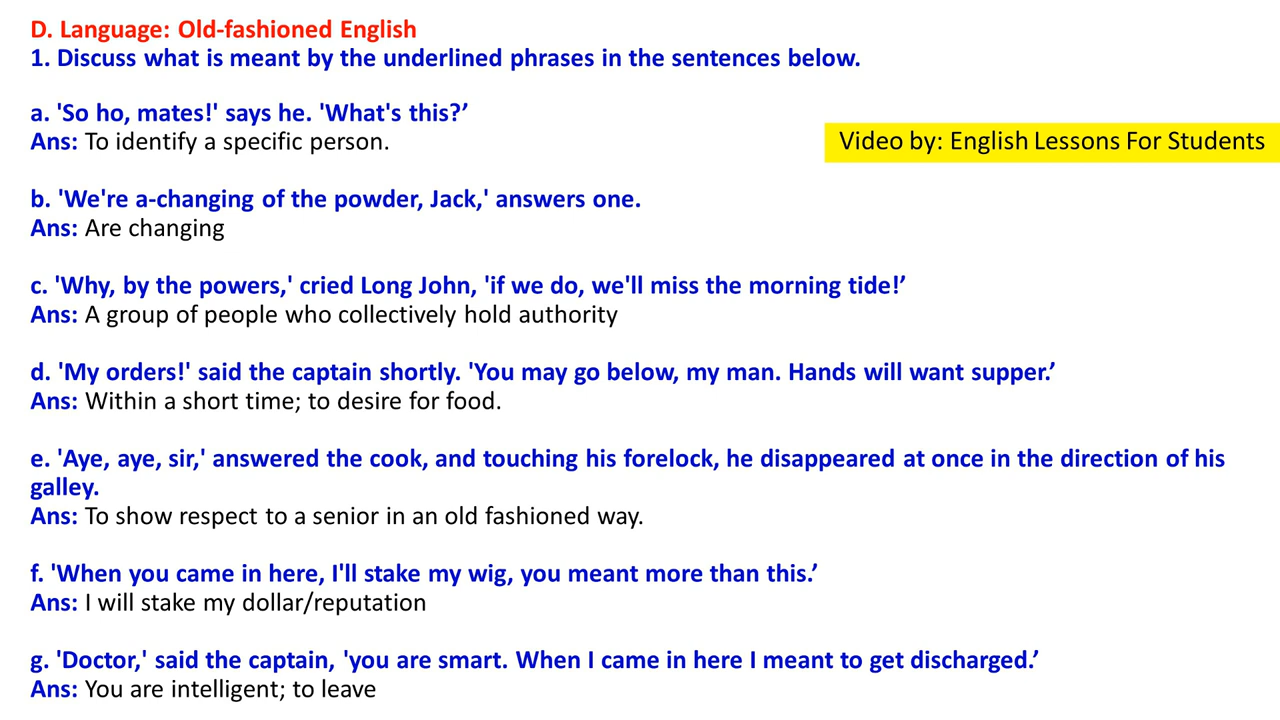 D. Language: Old-fashioned English
1. Discuss what is meant by the underlined phrases in the sentences below.
a. 'So ho, mates!' says he. 'What's this?’
Ans: To identify a specific person.
Video by: English Lessons For Students
b. 'We're a-changing of the powder, Jack,' answers one.
Ans: Are changing
c. 'Why, by the powers,' cried Long John, 'if we do, we'll miss the morning tide!’
Ans: A group of people who collectively hold authority
d. 'My orders!' said the captain shortly. 'You may go below, my man. Hands will want supper.’
Ans: Within a short time; to desire for food.
e. 'Aye, aye, sir,' answered the cook, and touching his forelock, he disappeared at once in the direction of his
galley.
Ans: To show respect to a senior in an old fashioned way.
f. 'When you came in here, I'll stake my wig, you meant more than this.’
Ans: I will stake my dollar/reputation
g. 'Doctor,' said the captain, 'you are smart. When I came in here I meant to get discharged.’
Ans: You are intelligent; to leave